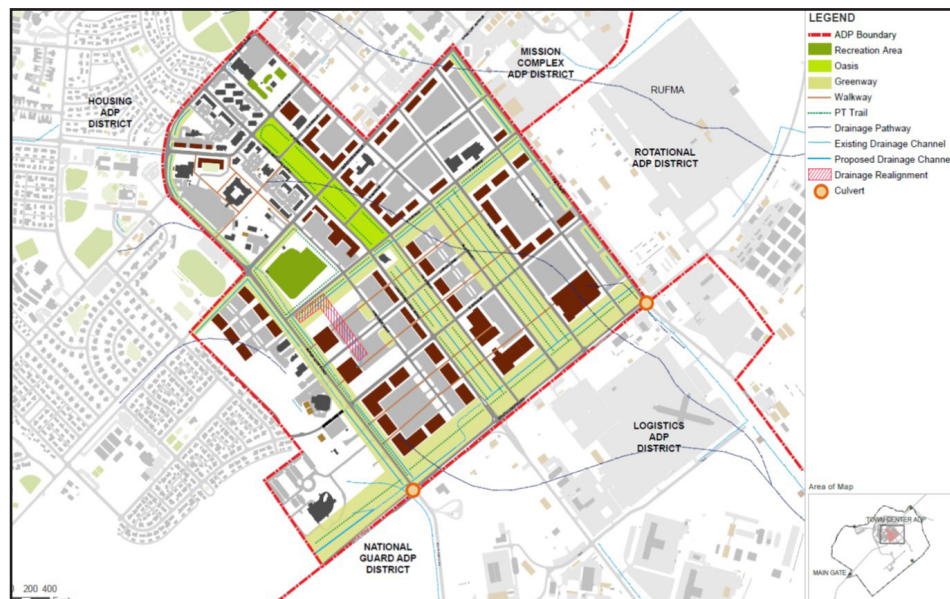 MISSION
COMPLEX
ADP DISTRICT
HOUSING
ADP
DISTRICT
RUFMA
ROTATIONAL
ADP DISTRICT
LOGISTICS
ADP
DISTRICT
NATIONAL
GUARD ADP
DISTRICT
0 200 400
LEGEND
ADP Boundary
Recreation Area
Oasis
Greenway
Walkway
PT Trail
Drainage Pathway
Existing Drainage Channel
Proposed Drainage Channel
Drainage Realignment
Culvert
Area of Map
TOWN CENTER ADP
MAIN GATE